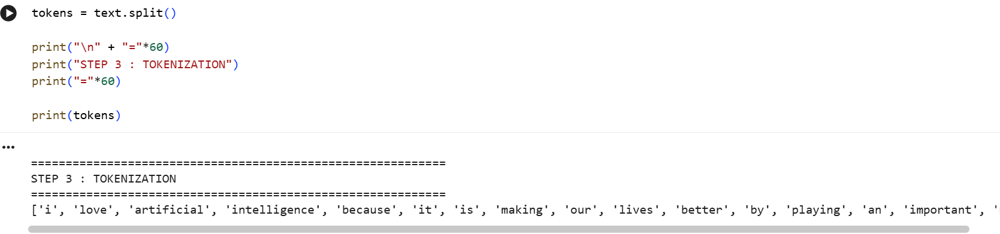 tokens = text.split()
print("\n" + "="*60)
print("STEP 3 : TOKENIZATION")
print("="*60)
print(tokens)
============================================================
STEP 3 : TOKENIZATION
============================================================
['i', 'love', 'artificial', 'intelligence', 'because', 'it', 'is', 'making', 'our', 'lives', 'better', 'by', 'playing', 'an', 'important', '